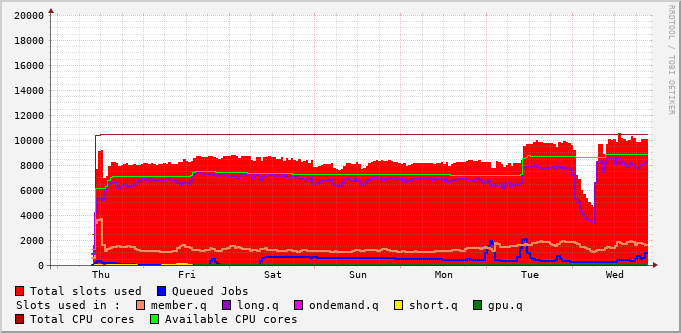 20000
18000
16000
14000
12000
10000
8000
6000
4000
2000
0
Thu Fri Sat Sun Mon Tue Wed
RRDTOOL / TOBI OETIKER
Total slots used Queued Jobs
Slots used in : member.q long.q ondemand.q short.q gpu.q
Total CPU cores Available CPU cores